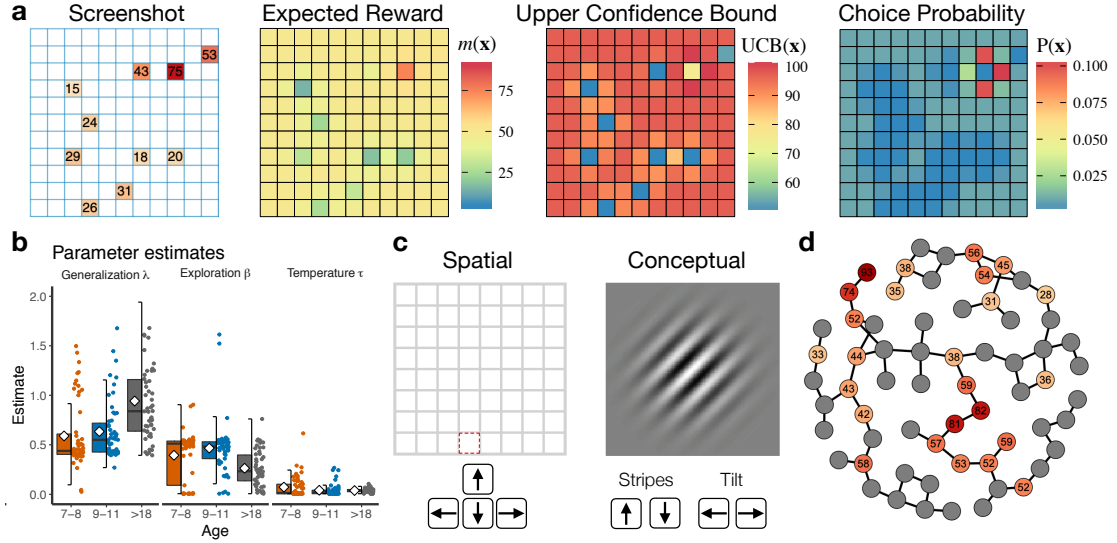 a
Screenshot
Expected Reward
Upper Confidence Bound
Choice Probability
53
43 75
15
24
29 18 20
31
26
m(x)
75
50
25
UCB(x)
100
90
80
70
60
P(x)
0.100
0.075
0.050
0.025
b
Parameter estimates
Generalization λ
Exploration β
Temperature τ
Estimate
2.0
1.5
1.0
0.5
0.0
7–8 9–11 >18 7–8 9–11 >18 7–8 9–11 >18
Age
c
Spatial
Conceptual
Stripes
Tilt
d
56
45
38
93
54
74
35
31
28
52
33
44
38
59
36
43
82
42
61
57
59
58
53
52
52